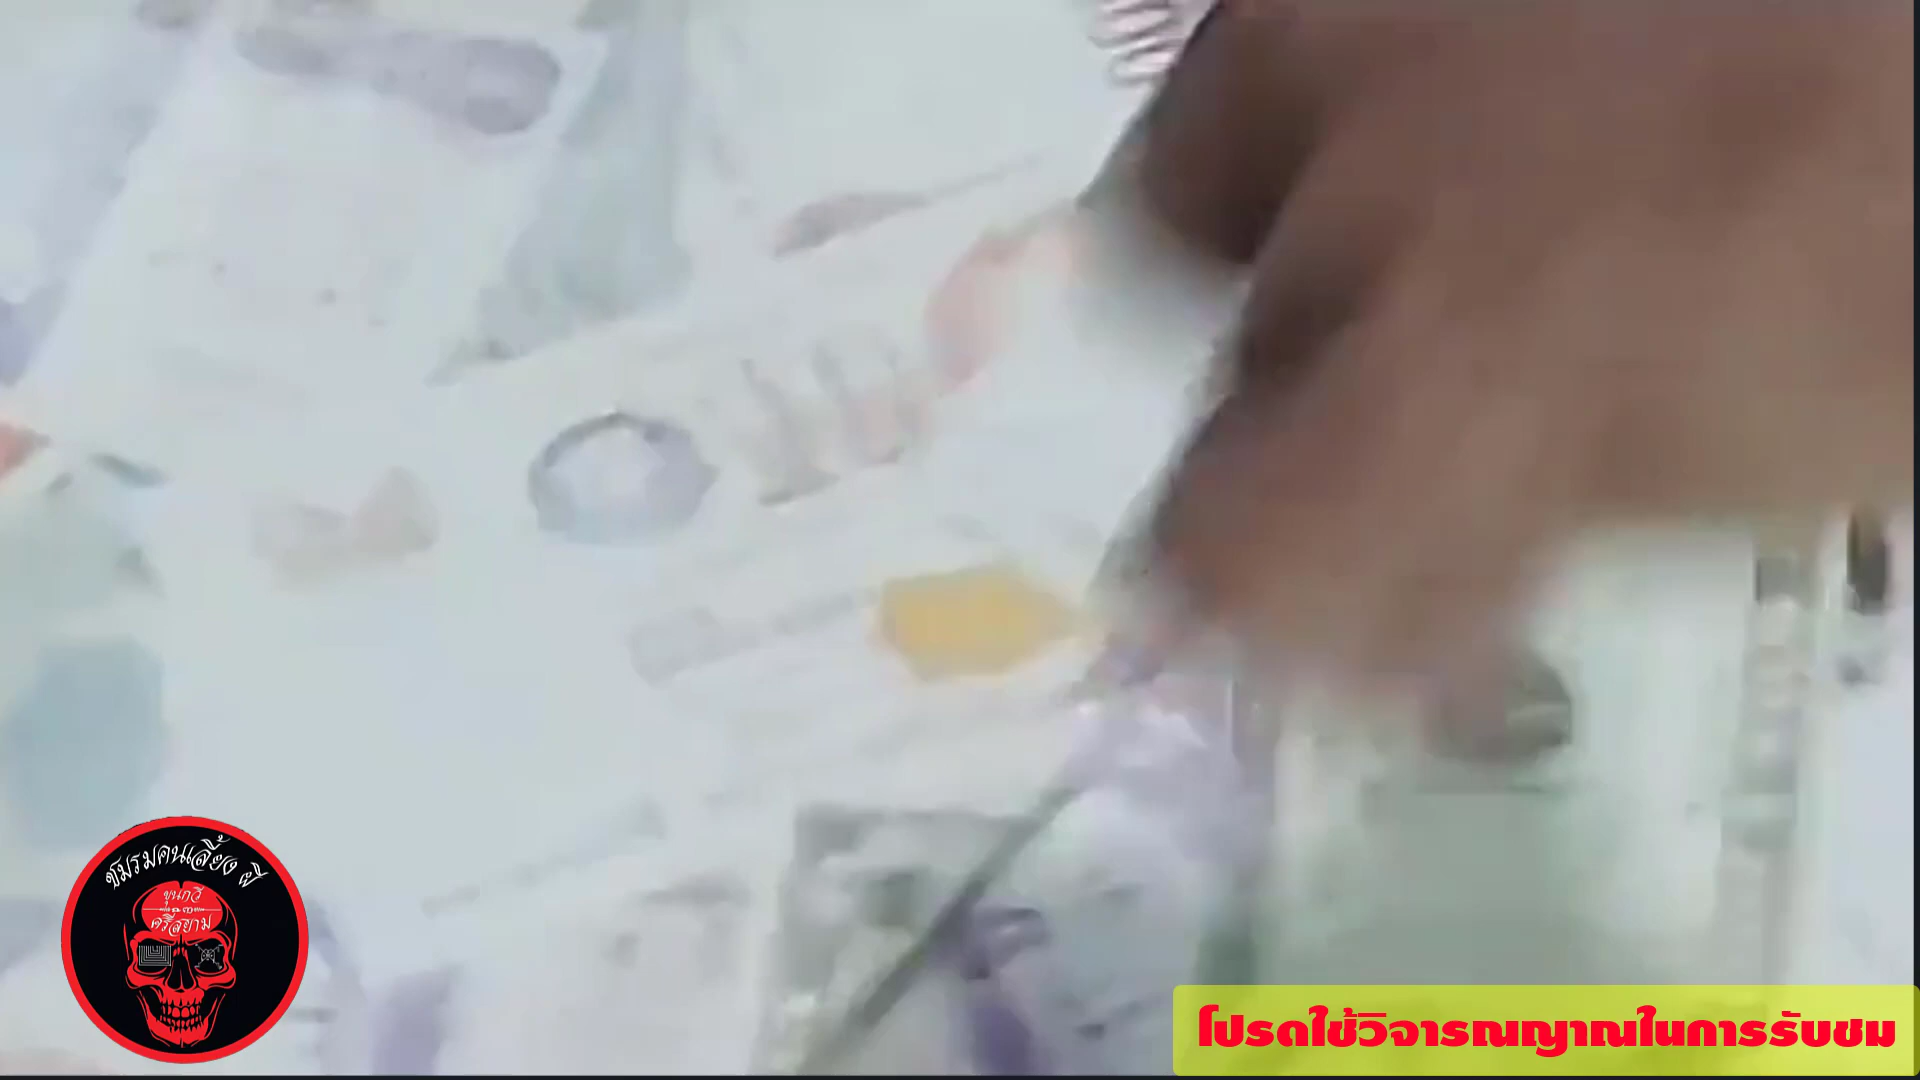 ชมรมคนเลี้ยง ผี
ขุนกวี
ศรีสยาม
โปรดใช้วิจารณญาณในการรับชม